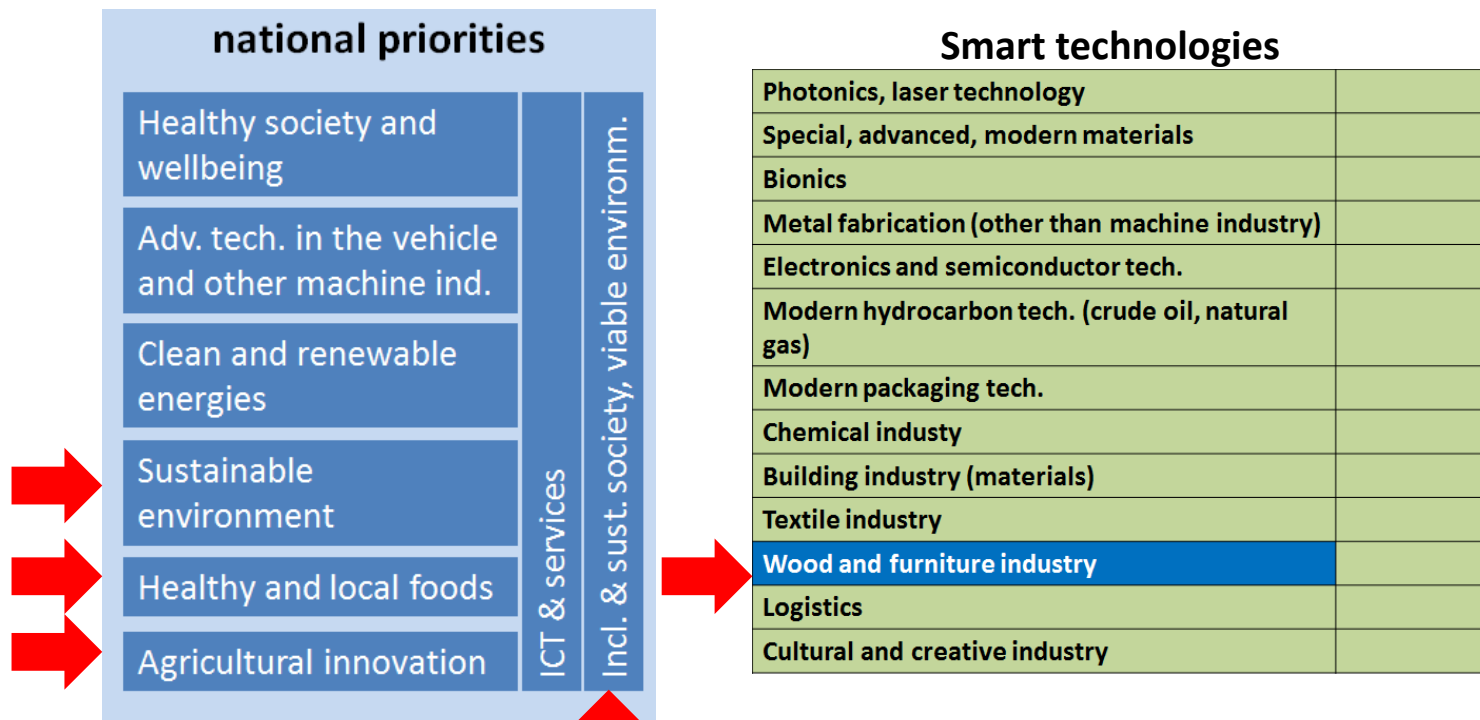 national priorities
Healthy society and
wellbeing
Adv. tech. in the vehicle
and other machine ind.
Clean and renewable
energies
Sustainable
environment
Healthy and local foods
Agricultural innovation
ICT & services
Incl. & sust. society, viable environm.
Smart technologies
Photonics, laser technology
Special, advanced, modern materials
Bionics
Metal fabrication (other than machine industry)
Electronics and semiconductor tech.
Modern hydrocarbon tech. (crude oil, natural
gas)
Modern packaging tech.
Chemical industy
Building industry (materials)
Textile industry
Wood and furniture industry
Logistics
Cultural and creative industry